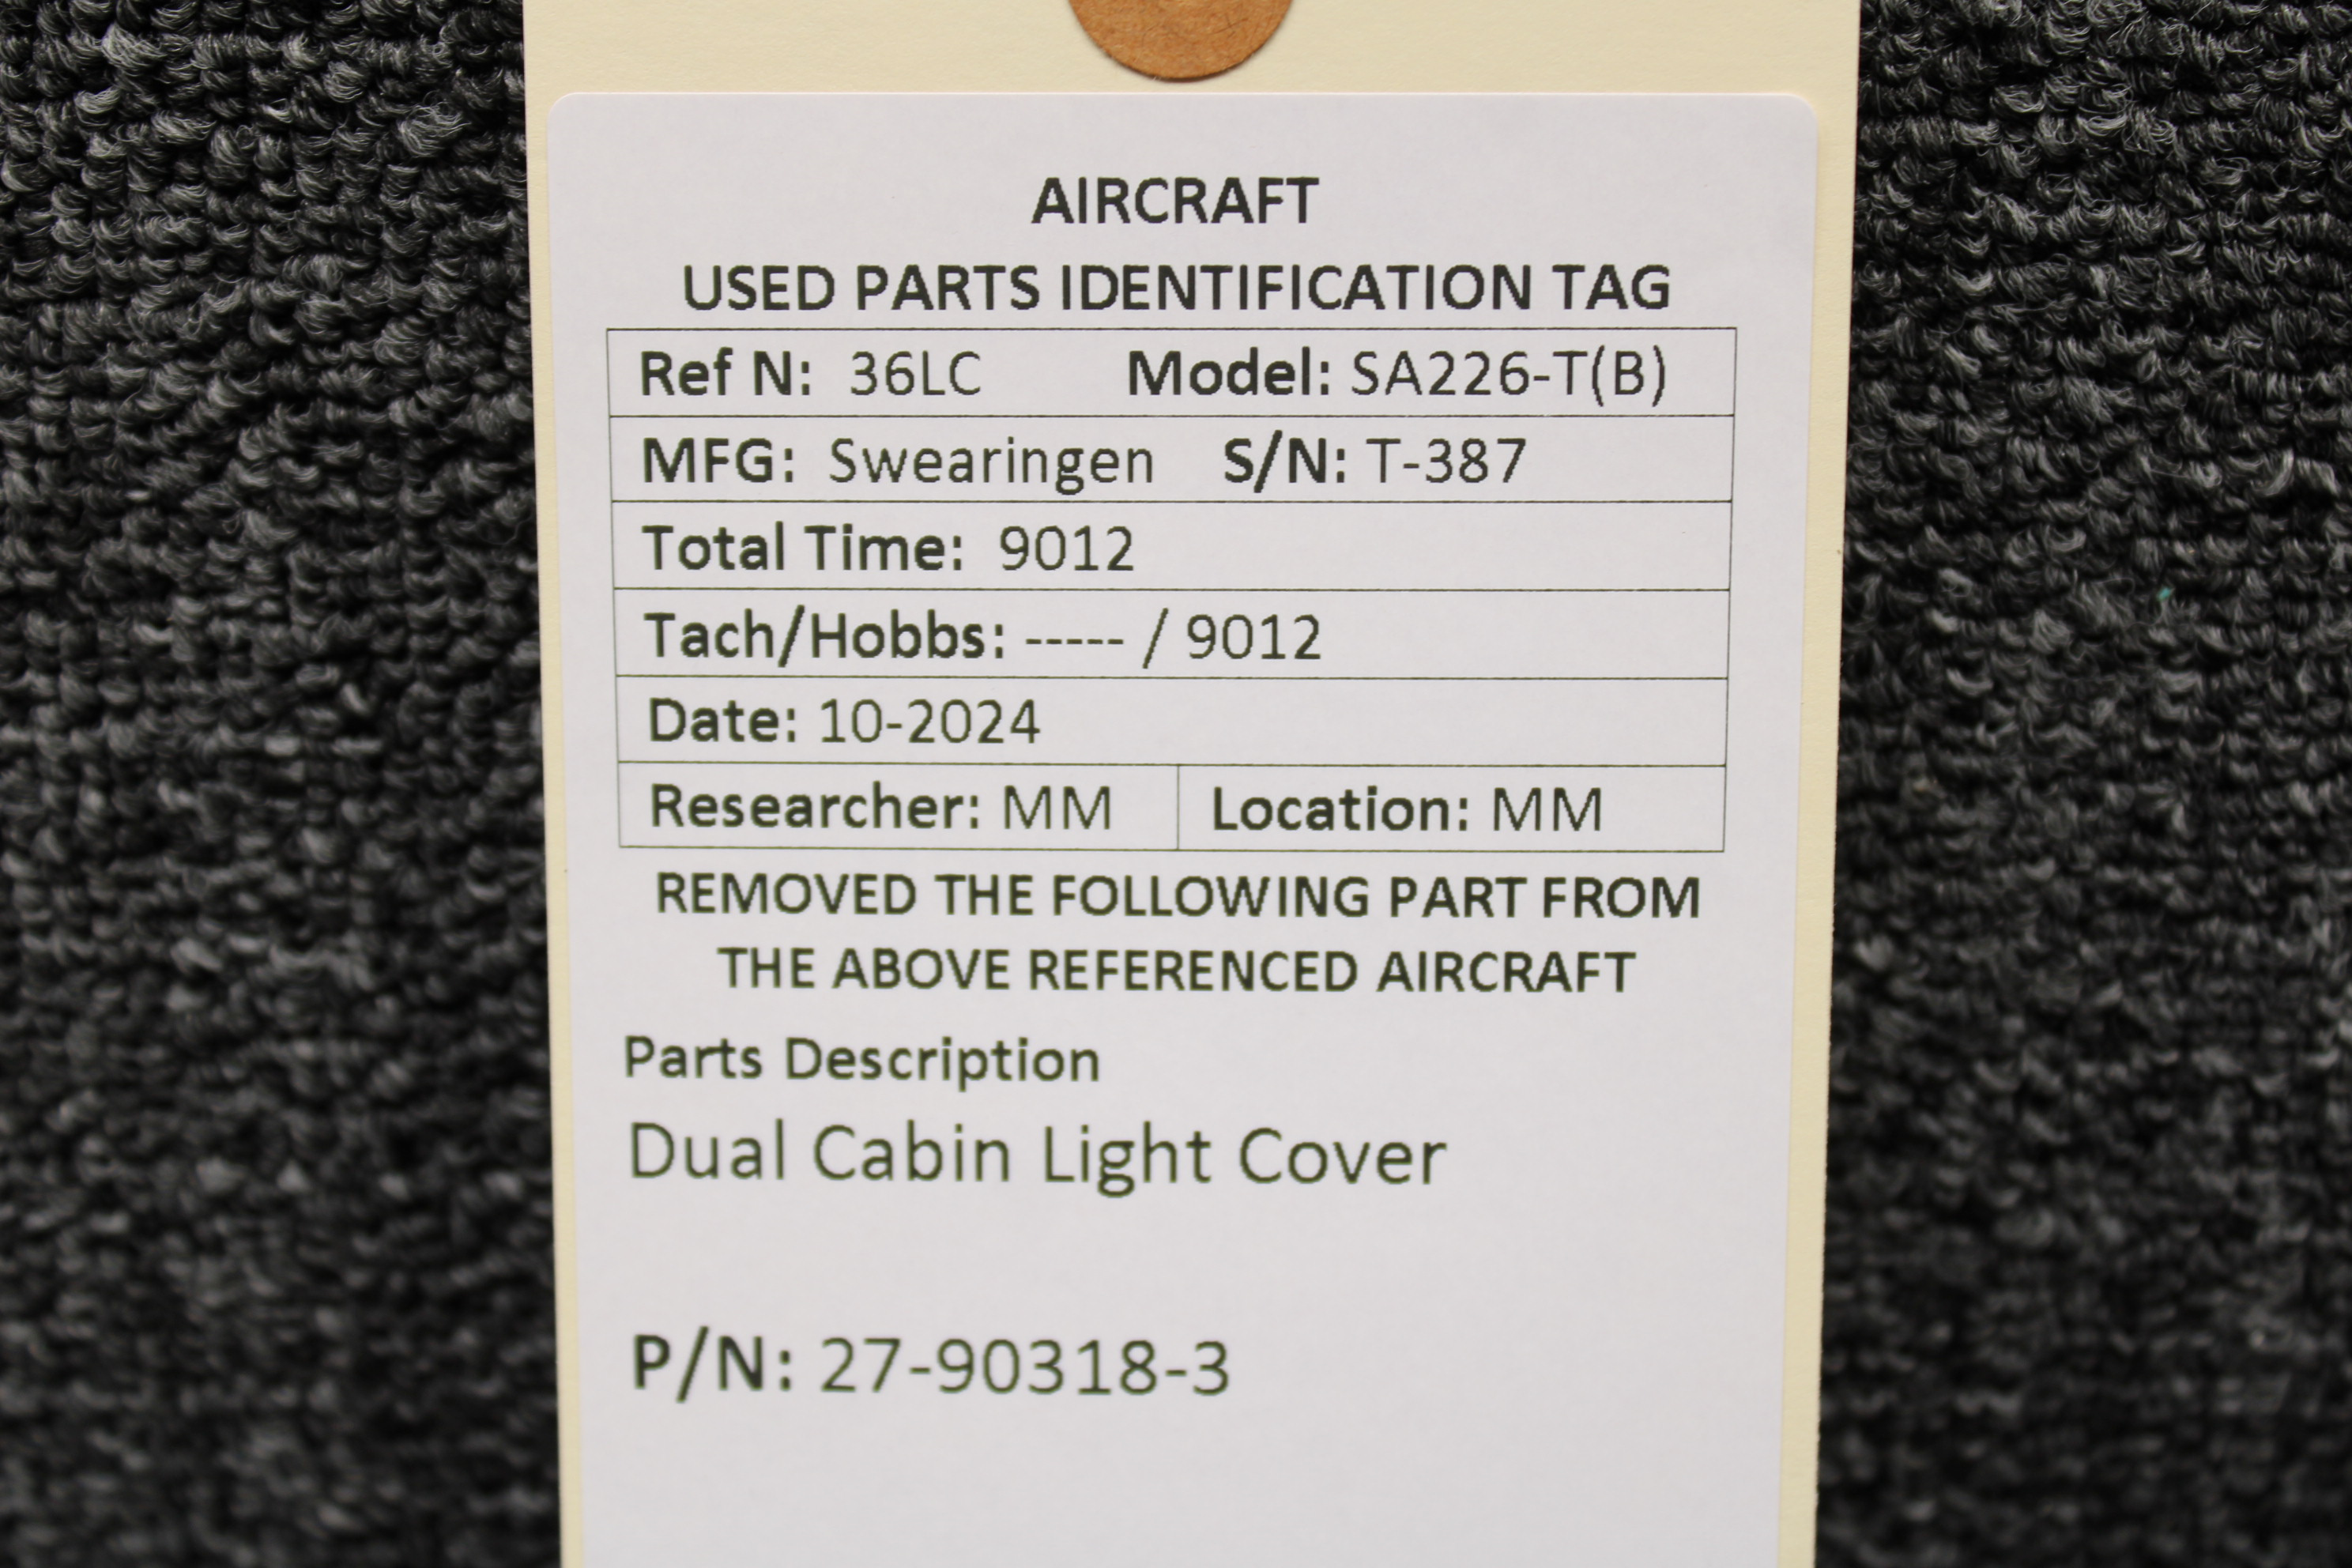 AIRCRAFT
USED PARTS IDENTIFICATION TAG
Ref N: 36LC Model: SA226-T(B)
MFG: Swearingen S/N: T-387
Total Time: 9012
Tach/Hobbs: ----- / 9012
Date: 10-2024
Researcher: MM Location: MM
REMOVED THE FOLLOWING PART FROM
THE ABOVE REFERENCED AIRCRAFT
Parts Description
Dual Cabin Light Cover
P/N: 27-90318-3